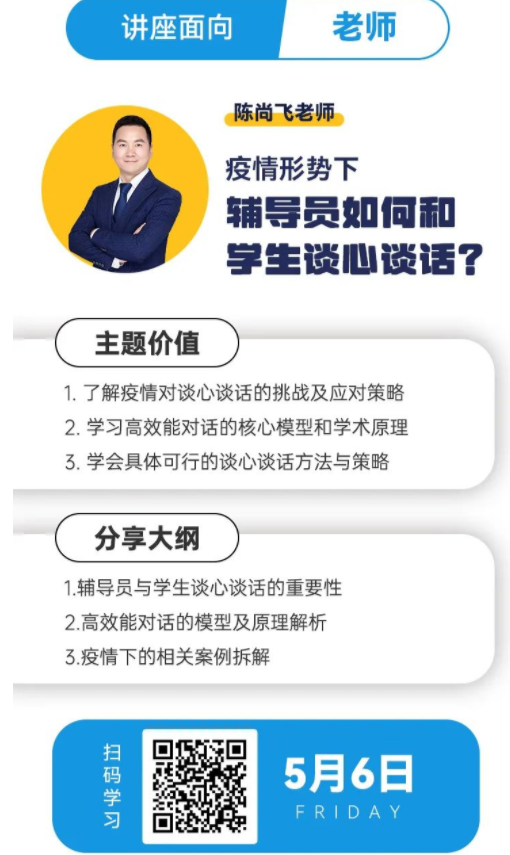 讲座面向 老师
陈尚飞老师
疫情形势下
辅导员如何和
学生谈心谈话?
主题价值
1. 了解疫情对谈心谈话的挑战及应对策略
2. 学习高效能对话的核心模型和学术原理
3. 学会具体可行的谈心谈话方法与策略
分享大纲
1.辅导员与学生谈心谈话的重要性
2.高效能对话的模型及原理解析
3.疫情下的相关案例拆解
扫码学习
5月6日
FRIDAY